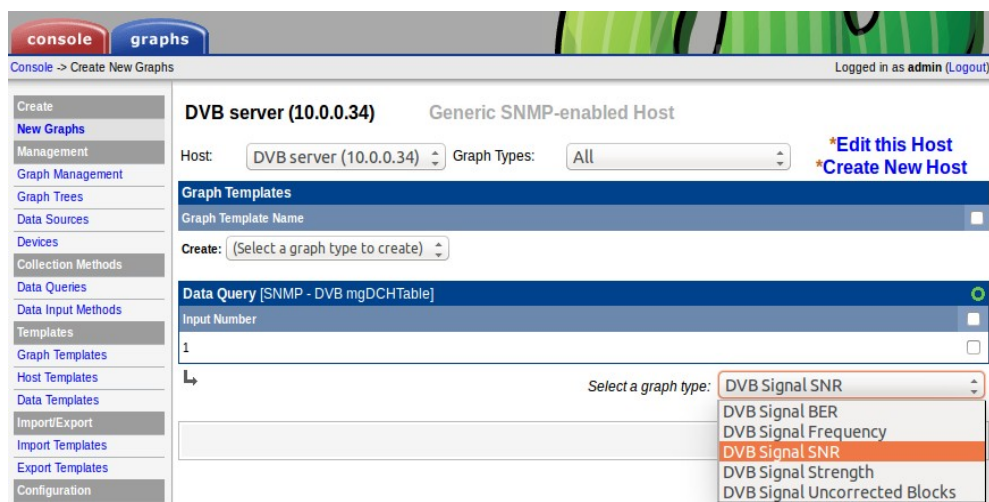 console graphs
Console -> Create New Graphs Logged in as admin (Logout)
Create
New Graphs
Management
Graph Management
Graph Trees
Data Sources
Devices
Collection Methods
Data Queries
Data Input Methods
Templates
Graph Templates
Host Templates
Data Templates
Import/Export
Import Templates
Export Templates
Configuration
DVB server (10.0.0.34) Generic SNMP-enabled Host
Host: DVB server (10.0.0.34) Graph Types: All
*Edit this Host
*Create New Host
Graph Templates
Graph Template Name
Create: (Select a graph type to create)
Data Query [SNMP - DVB mgDCHTable]
Input Number
1
Select a graph type: DVB Signal SNR
DVB Signal BER
DVB Signal Frequency
DVB Signal SNR
DVB Signal Strength
DVB Signal Uncorrected Blocks